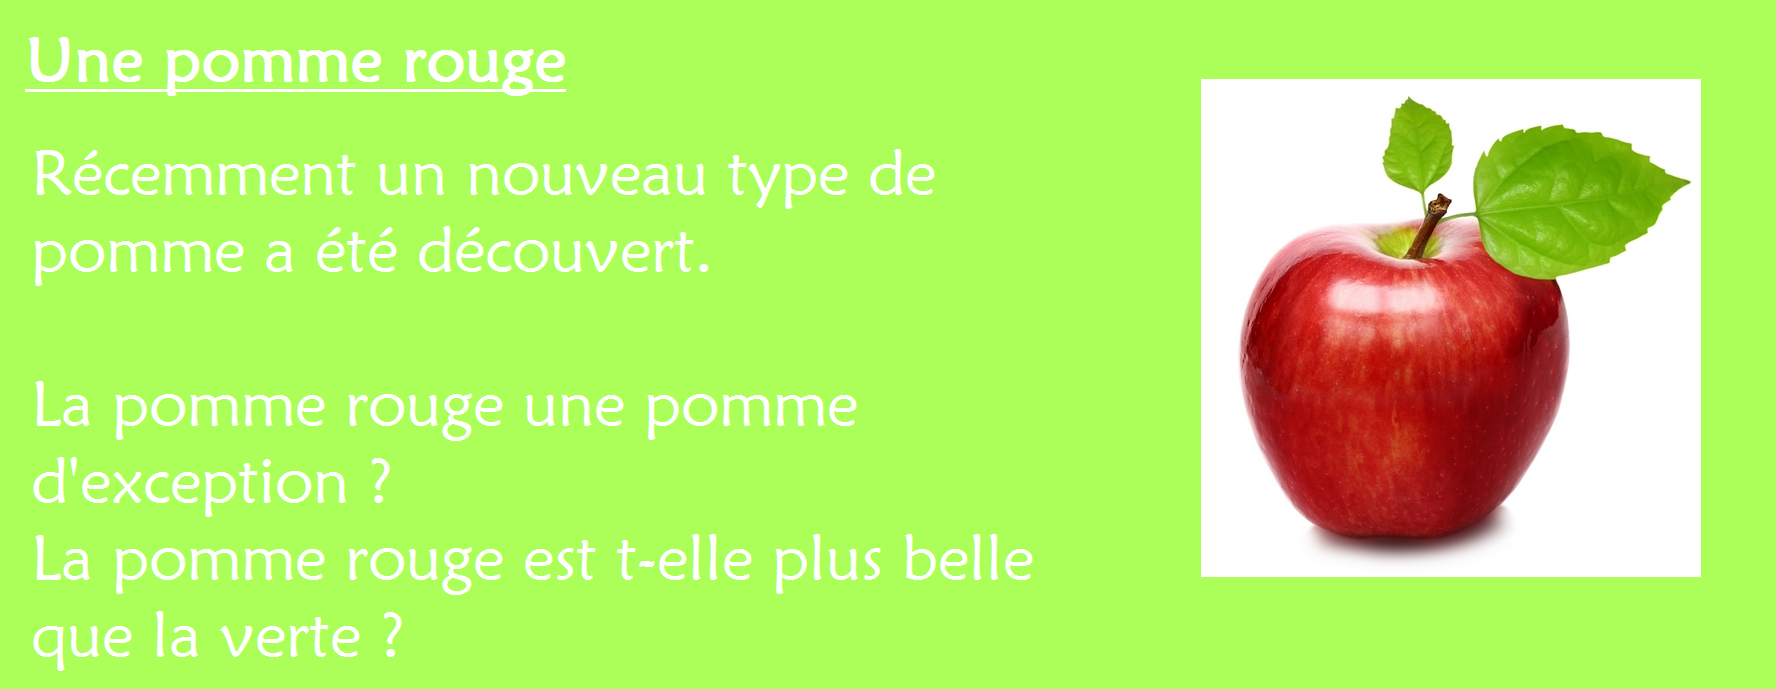 Une pomme rouge
Récemment un nouveau type de
pomme a été découvert.
La pomme rouge une pomme
d'exception ?
La pomme rouge est t-elle plus belle
que la verte ?